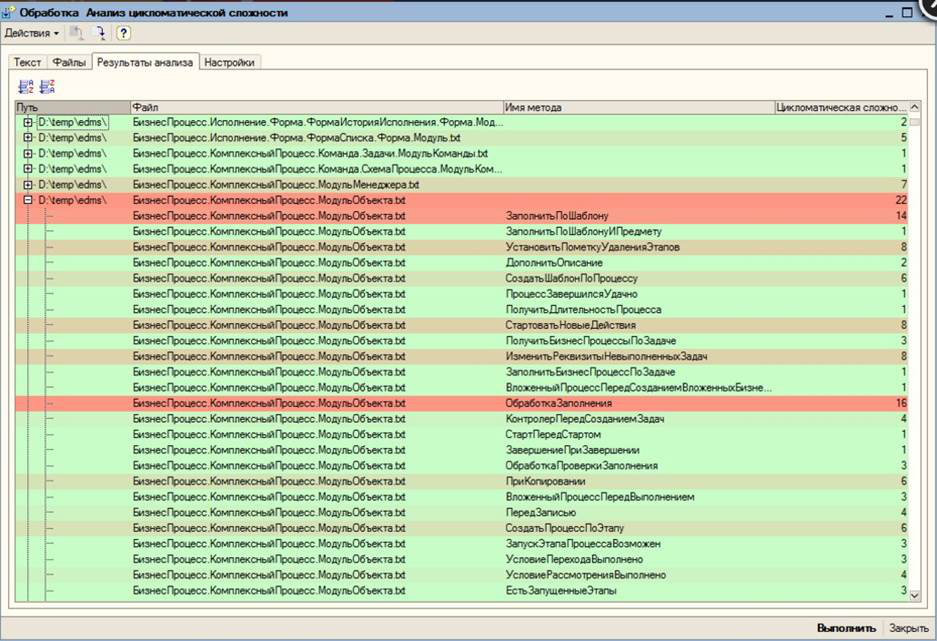 Обработка Анализ цикломатической сложности
Действия
Текст Файлы Результаты анализа Настройки
Путь Файл Имя метода Цикломатическая сложно...
D:\temp\edms\ БизнесПроцесс.Исполнение.Форма.ФормаИсторияИсполнения.Форма.Мод... 2
D:\temp\edms\ БизнесПроцесс.Исполнение.Форма.ФормаСписка.Форма.Модуль.txt 5
D:\temp\edms\ БизнесПроцесс.КомплексныйПроцесс.Команда.Задачи.МодульКоманды.txt 1
D:\temp\edms\ БизнесПроцесс.КомплексныйПроцесс.Команда.СхемаПроцесса.МодульКом... 1
D:\temp\edms\ БизнесПроцесс.КомплексныйПроцесс.МодульМенеджера.txt 7
D:\temp\edms\ БизнесПроцесс.КомплексныйПроцесс.МодульОбъекта.txt 22
БизнесПроцесс.КомплексныйПроцесс.МодульОбъекта.txt ЗаполнитьПоШаблону 14
БизнесПроцесс.КомплексныйПроцесс.МодульОбъекта.txt ЗаполнитьПоШаблонуИПредмету 1
БизнесПроцесс.КомплексныйПроцесс.МодульОбъекта.txt УстановитьПометкуУдаленияЭтапов 8
БизнесПроцесс.КомплексныйПроцесс.МодульОбъекта.txt ДополнитьОписание 2
БизнесПроцесс.КомплексныйПроцесс.МодульОбъекта.txt СоздатьШаблонПоПроцессу 6
БизнесПроцесс.КомплексныйПроцесс.МодульОбъекта.txt ПроцессЗавершилсяУдачно 1
БизнесПроцесс.КомплексныйПроцесс.МодульОбъекта.txt ПолучитьДлительностьПроцесса 1
БизнесПроцесс.КомплексныйПроцесс.МодульОбъекта.txt СтартоватьНовыеДействия 8
БизнесПроцесс.КомплексныйПроцесс.МодульОбъекта.txt ПолучитьБизнесПроцессыПоЗадаче 3
БизнесПроцесс.КомплексныйПроцесс.МодульОбъекта.txt ИзменитьРеквизитыНевыполненныхЗадач 8
БизнесПроцесс.КомплексныйПроцесс.МодульОбъекта.txt ЗаполнитьБизнесПроцессПоЗадаче 1
БизнесПроцесс.КомплексныйПроцесс.МодульОбъекта.txt ВложенныйПроцессПередСозданиемВложенныхБизне... 1
БизнесПроцесс.КомплексныйПроцесс.МодульОбъекта.txt ОбработкаЗаполнения 16
БизнесПроцесс.КомплексныйПроцесс.МодульОбъекта.txt КонтролерПередСозданиемЗадач 4
БизнесПроцесс.КомплексныйПроцесс.МодульОбъекта.txt СтартПередСтартом 1
БизнесПроцесс.КомплексныйПроцесс.МодульОбъекта.txt ЗавершениеПриЗавершении 1
БизнесПроцесс.КомплексныйПроцесс.МодульОбъекта.txt ОбработкаПроверкиЗаполнения 3
БизнесПроцесс.КомплексныйПроцесс.МодульОбъекта.txt ПриКопировании 6
БизнесПроцесс.КомплексныйПроцесс.МодульОбъекта.txt ВложенныйПроцессПередВыполнением 3
БизнесПроцесс.КомплексныйПроцесс.МодульОбъекта.txt ПередЗаписью 4
БизнесПроцесс.КомплексныйПроцесс.МодульОбъекта.txt СоздатьПроцессПоЭтапу 6
БизнесПроцесс.КомплексныйПроцесс.МодульОбъекта.txt ЗапускЭтапаПроцессаВозможен 3
БизнесПроцесс.КомплексныйПроцесс.МодульОбъекта.txt УсловиеПереходаВыполнено 3
БизнесПроцесс.КомплексныйПроцесс.МодульОбъекта.txt УсловиеРассмотренияВыполнено 4
БизнесПроцесс.КомплексныйПроцесс.МодульОбъекта.txt ЕстьЗапущенныеЭтапы 3
Выполнить Закрыть